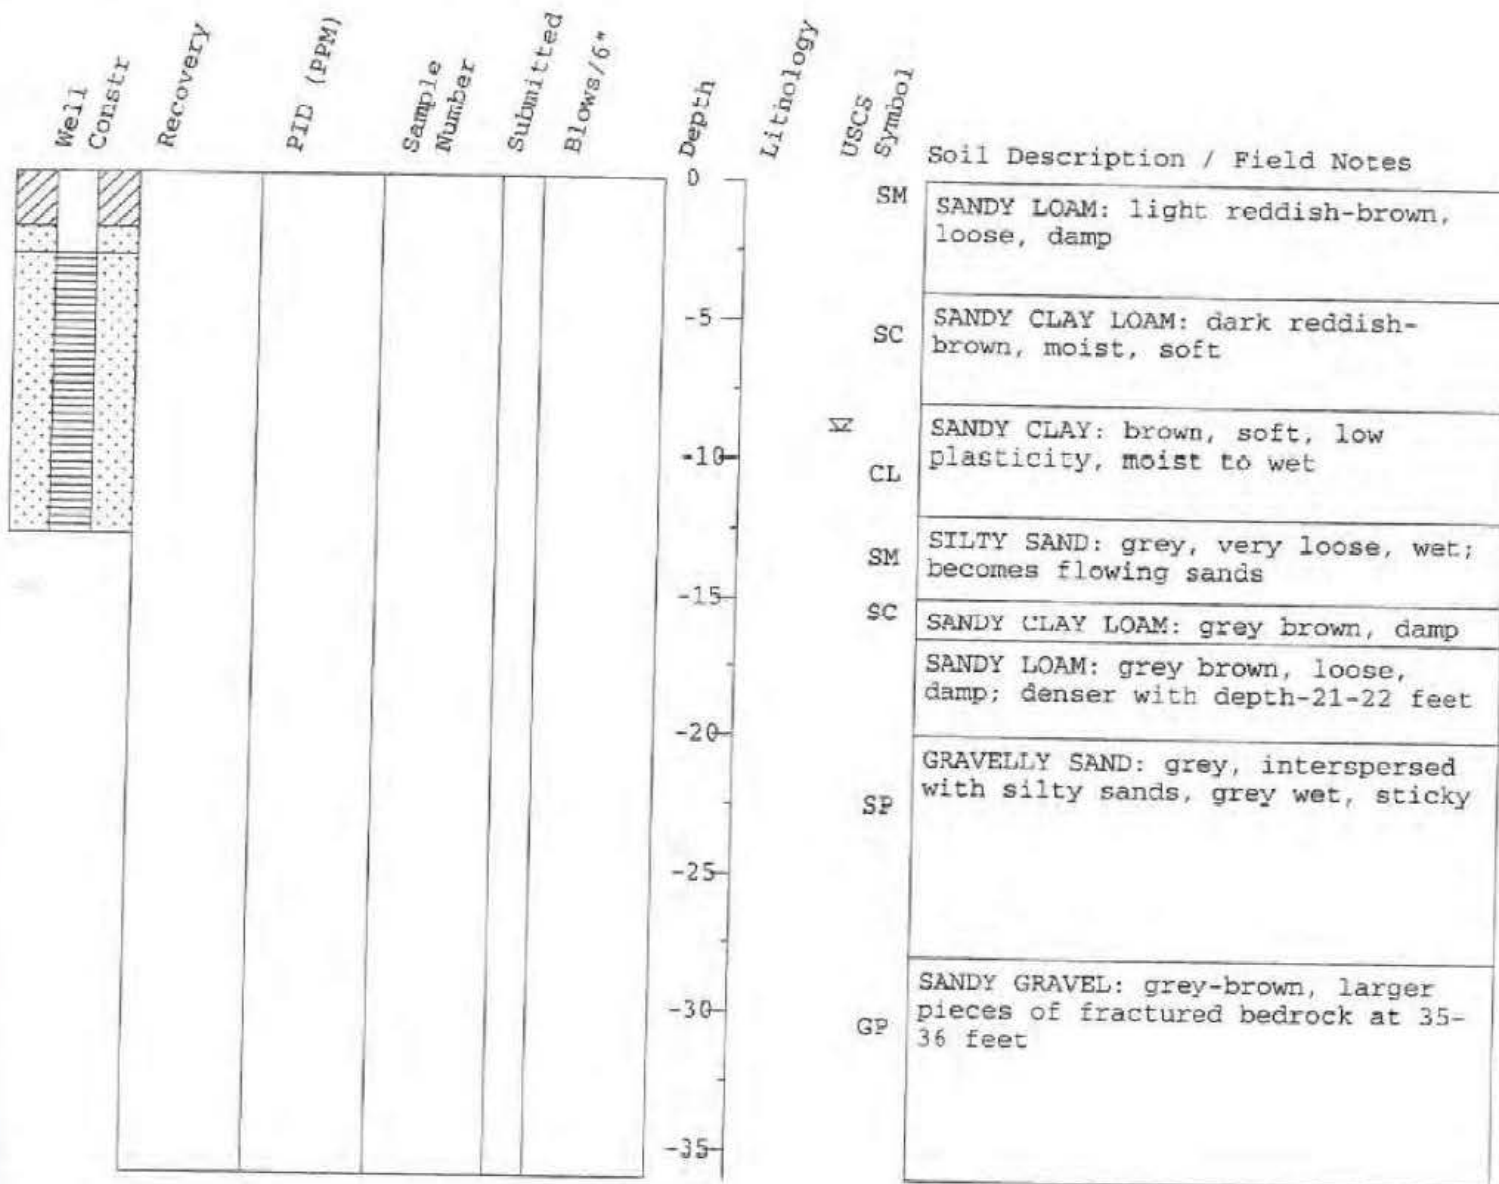 Well
Constr
Recovery
PID (PPM)
Sample
Number
Submitted
Blows/6"
Depth
Lithology
USCS
Symbol
Soil Description / Field Notes
0
SM
SANDY LOAM: light reddish-brown,
loose, damp
-5
SC
SANDY CLAY LOAM: dark reddish-
brown, moist, soft
-10
CL
SANDY CLAY: brown, soft, low
plasticity, moist to wet
SM
SILTY SAND: grey, very loose, wet;
becomes flowing sands
-15
SC
SANDY CLAY LOAM: grey brown, damp
SANDY LOAM: grey brown, loose,
damp; denser with depth-21-22 feet
-20
SP
GRAVELLY SAND: grey, interspersed
with silty sands, grey wet, sticky
-25
-30
GP
SANDY GRAVEL: grey-brown, larger
pieces of fractured bedrock at 35-
36 feet
-35